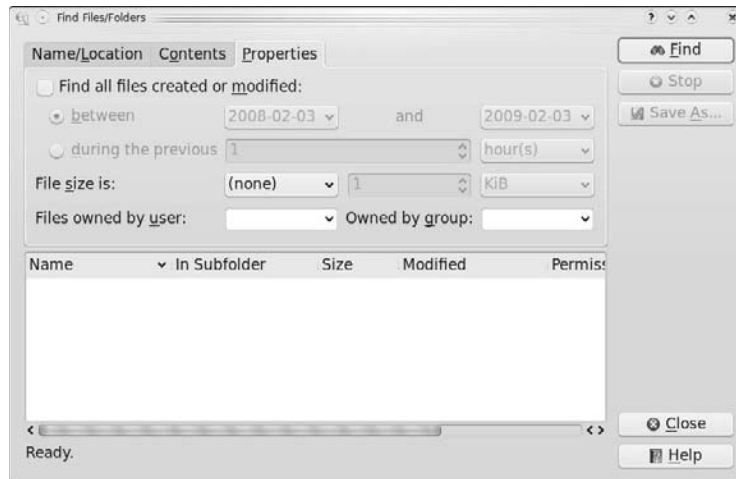 Find Files/Folders
Name/Location Contents Properties
Find all files created or modified:
between 2008-02-03 and 2009-02-03
during the previous 1 hour(s)
File size is: (none) 1 KiB
Files owned by user: Owned by group:
Name In Subfolder Size Modified Permiss
Ready.
Find
Stop
Save As...
Close
Help